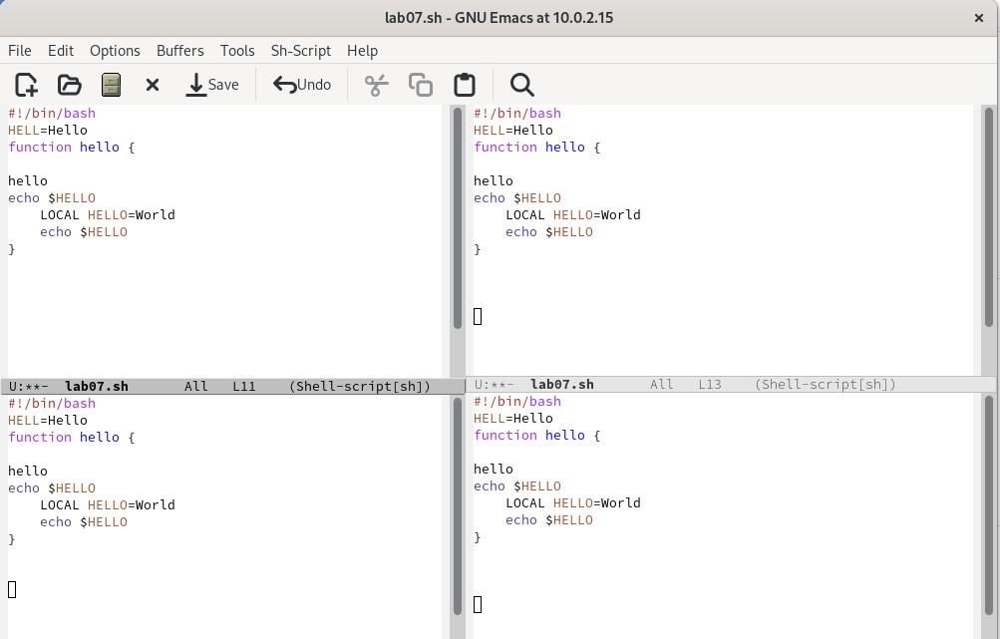 lab07.sh - GNU Emacs at 10.0.2.15
File Edit Options Buffers Tools Sh-Script Help
Save Undo
#!/bin/bash
HELL=Hello
function hello {
hello
echo $HELLO
LOCAL HELLO=World
echo $HELLO
}
U:**- lab07.sh All L11 (Shell-script[sh])
#!/bin/bash
HELL=Hello
function hello {
hello
echo $HELLO
LOCAL HELLO=World
echo $HELLO
}
U:**- lab07.sh All L13 (Shell-script[sh])
#!/bin/bash
HELL=Hello
function hello {
hello
echo $HELLO
LOCAL HELLO=World
echo $HELLO
}
#!/bin/bash
HELL=Hello
function hello {
hello
echo $HELLO
LOCAL HELLO=World
echo $HELLO
}